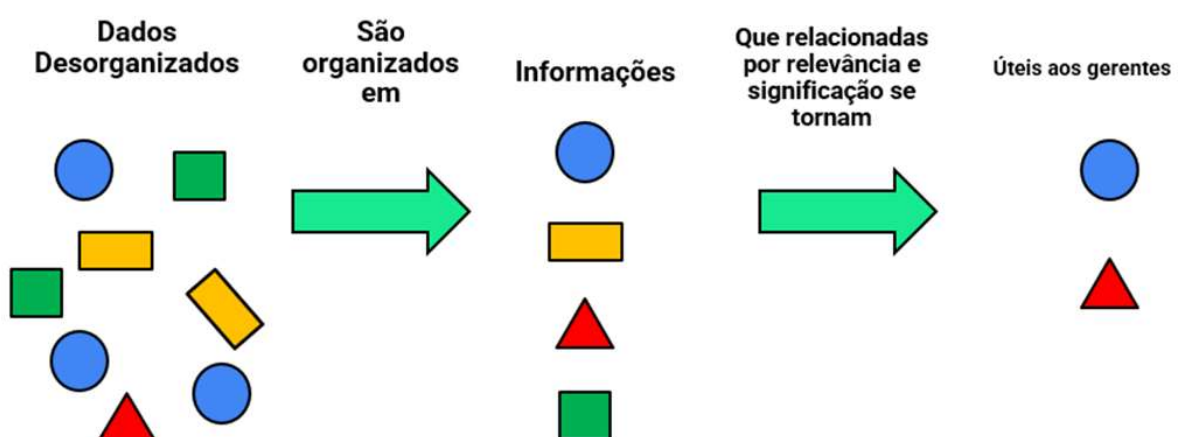 Dados
Desorganizados
São
organizados
em
Informações
Que relacionadas
por relevância e
significação se
tornam
Úteis aos gerentes